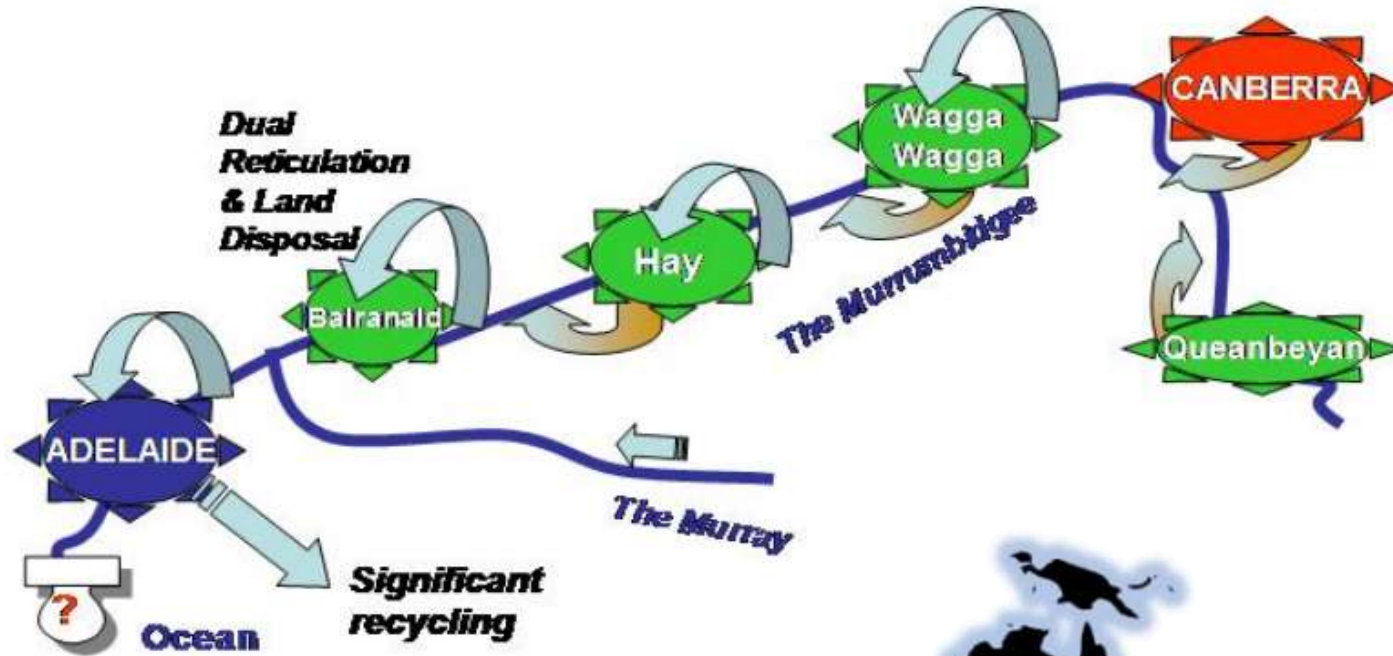 CANBERRA
Wagga
Wagga
Dual
Reticulation
& Land
Disposal
Hay
The Murrumbidgee
Balranald
Queanbeyan
ADELAIDE
The Murray
Significant
recycling
?
Ocean